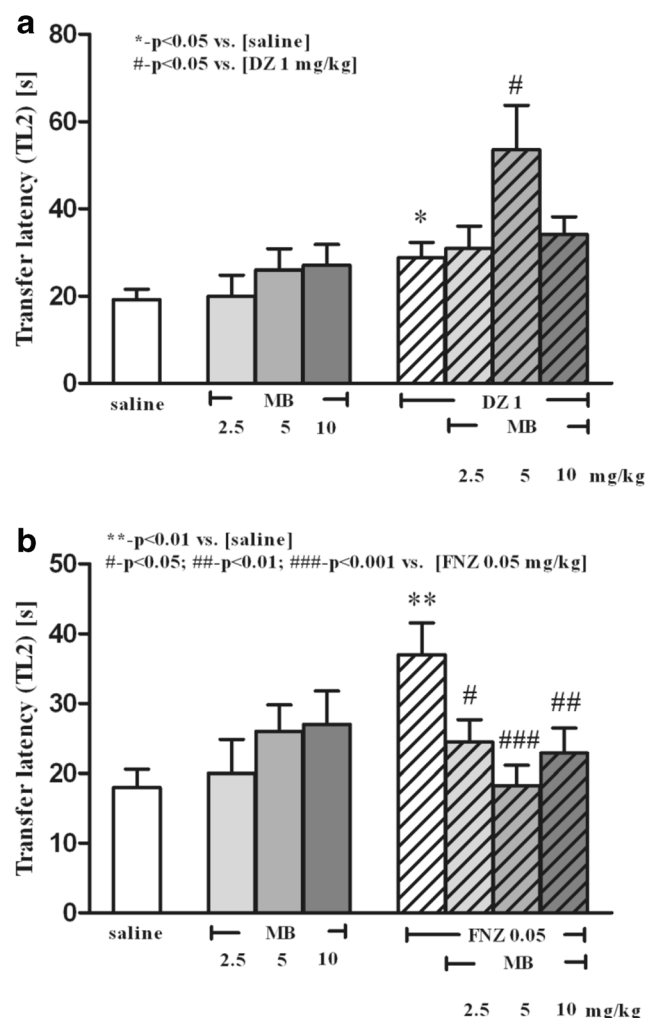 a
*-p<0.05 vs. [saline]
#-p<0.05 vs. [DZ 1 mg/kg]
Transfer latency (TL2) [s]
80
60
40
20
0
*
#
saline
MB
2.5 5 10
DZ 1
MB
2.5 5 10 mg/kg
b
**-p<0.01 vs. [saline]
#-p<0.05; ##-p<0.01; ###-p<0.001 vs. [FNZ 0.05 mg/kg]
Transfer latency (TL2) [s]
50
40
30
20
10
0
**
#
###
##
saline
MB
2.5 5 10
FNZ 0.05
MB
2.5 5 10 mg/kg